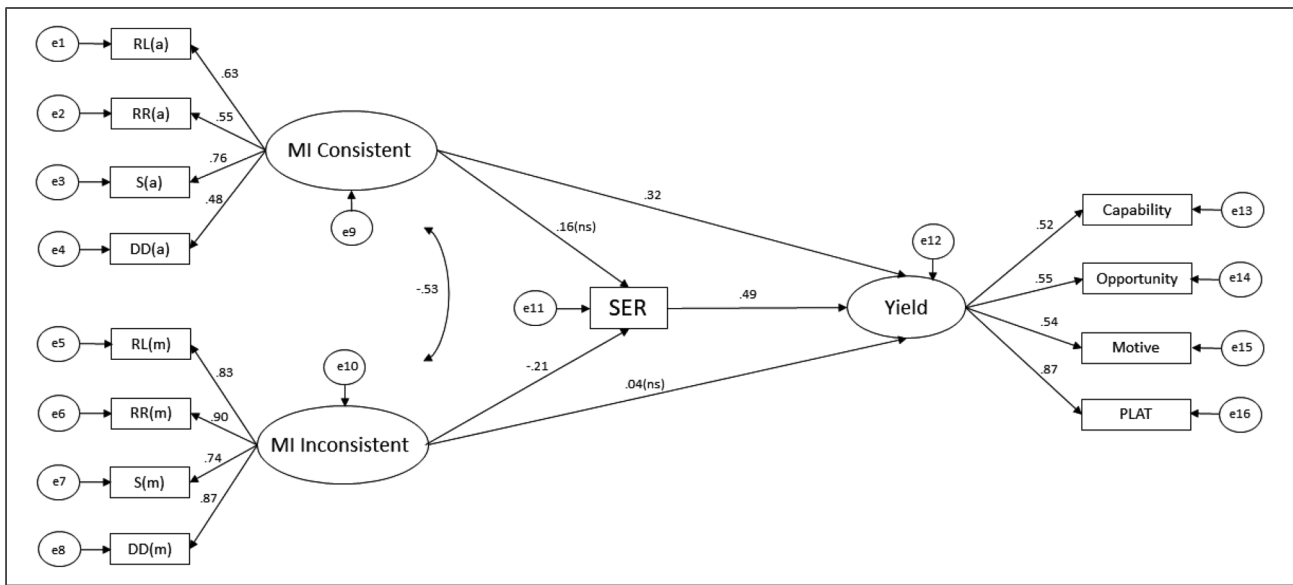 e1
RL(a)
.63
e2
RR(a)
.55
MI Consistent
e3
S(a)
.76
e4
DD(a)
.48
e9
.32
.16(ns)
-.53
e11
SER
.49
e12
Yield
Capability
e13
.52
Opportunity
e14
.55
Motive
e15
.54
PLAT
e16
.87
e5
RL(m)
.83
e10
-.21
.04(ns)
e6
RR(m)
.90
MI Inconsistent
e7
S(m)
.74
e8
DD(m)
.87